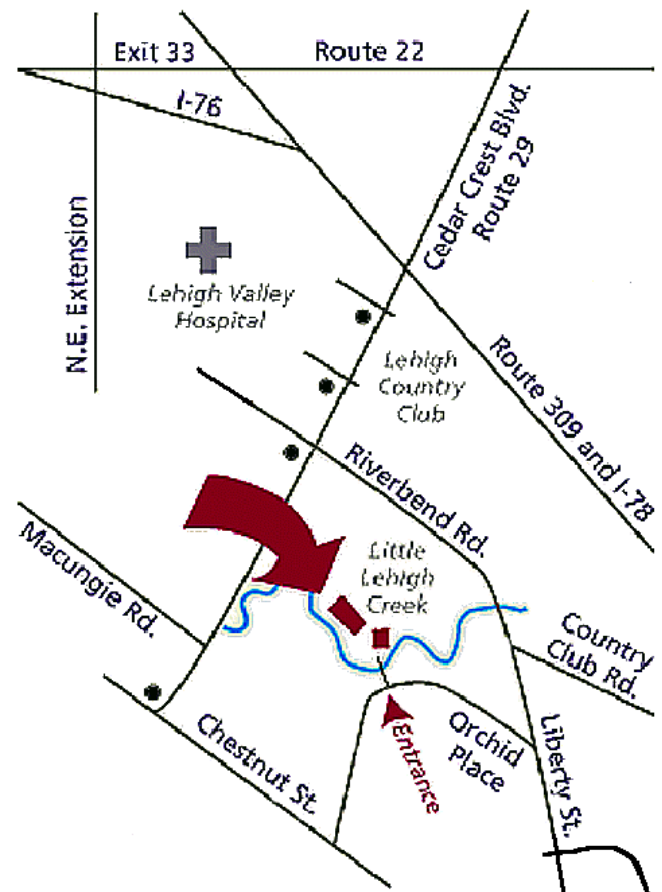 Exit 33
Route 22
I-76
Cedar Crest Blvd.
Route 29
N.E. Extension
Lehigh Valley
Hospital
Lehigh
Country
Club
Route 309 and I-78
Riverbend Rd.
Macungie Rd.
Little
Lehigh
Creek
Country
Club Rd.
Chestnut St.
Orchid
Place
Entrance
Liberty St.